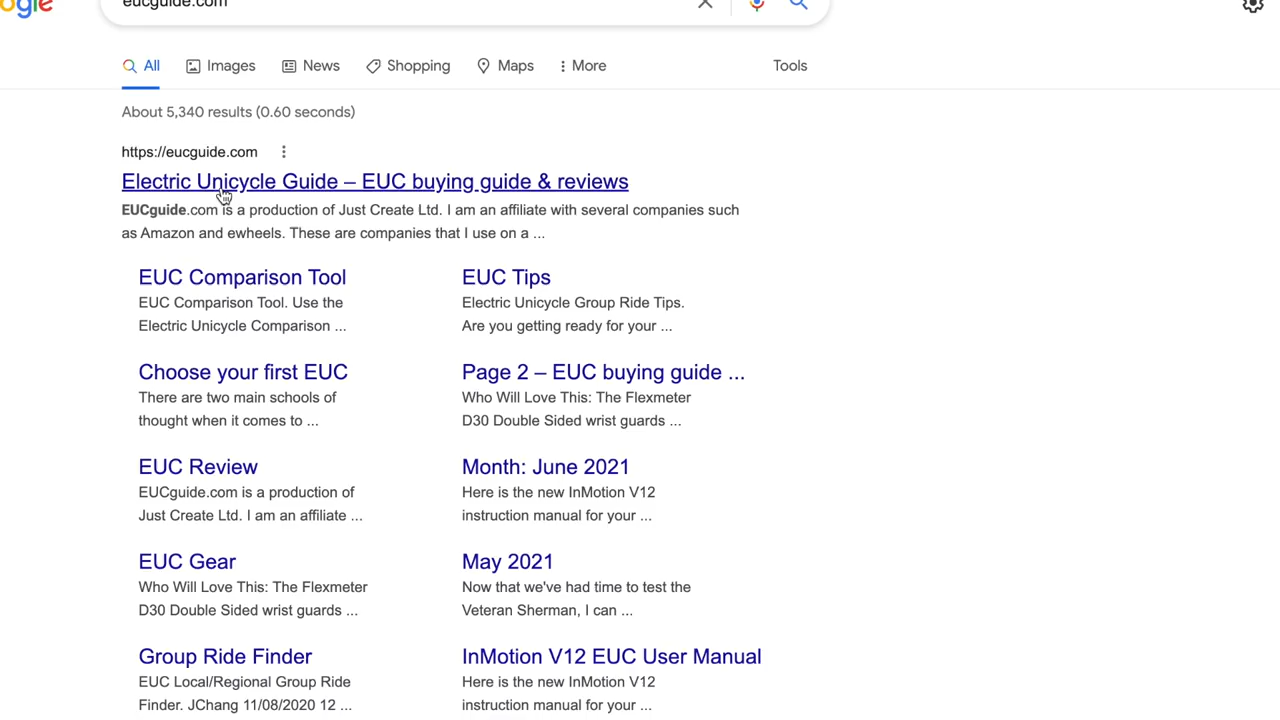 eucguide.com
All Images News Shopping Maps More Tools
About 5,340 results (0.60 seconds)
https://eucguide.com
Electric Unicycle Guide – EUC buying guide & reviews
EUCguide.com is a production of Just Create Ltd. I am an affiliate with several companies such
as Amazon and ewheels. These are companies that I use on a ...
EUC Comparison Tool
EUC Comparison Tool. Use the
Electric Unicycle Comparison ...
EUC Tips
Electric Unicycle Group Ride Tips.
Are you getting ready for your ...
Choose your first EUC
There are two main schools of
thought when it comes to ...
Page 2 – EUC buying guide ...
Who Will Love This: The Flexmeter
D30 Double Sided wrist guards ...
EUC Review
EUCguide.com is a production of
Just Create Ltd. I am an affiliate ...
Month: June 2021
Here is the new InMotion V12
instruction manual for your ...
EUC Gear
Who Will Love This: The Flexmeter
D30 Double Sided wrist guards ...
May 2021
Now that we've had time to test the
Veteran Sherman, I can ...
Group Ride Finder
EUC Local/Regional Group Ride
Finder. JChang 11/08/2020 12 ...
InMotion V12 EUC User Manual
Here is the new InMotion V12
instruction manual for your ...